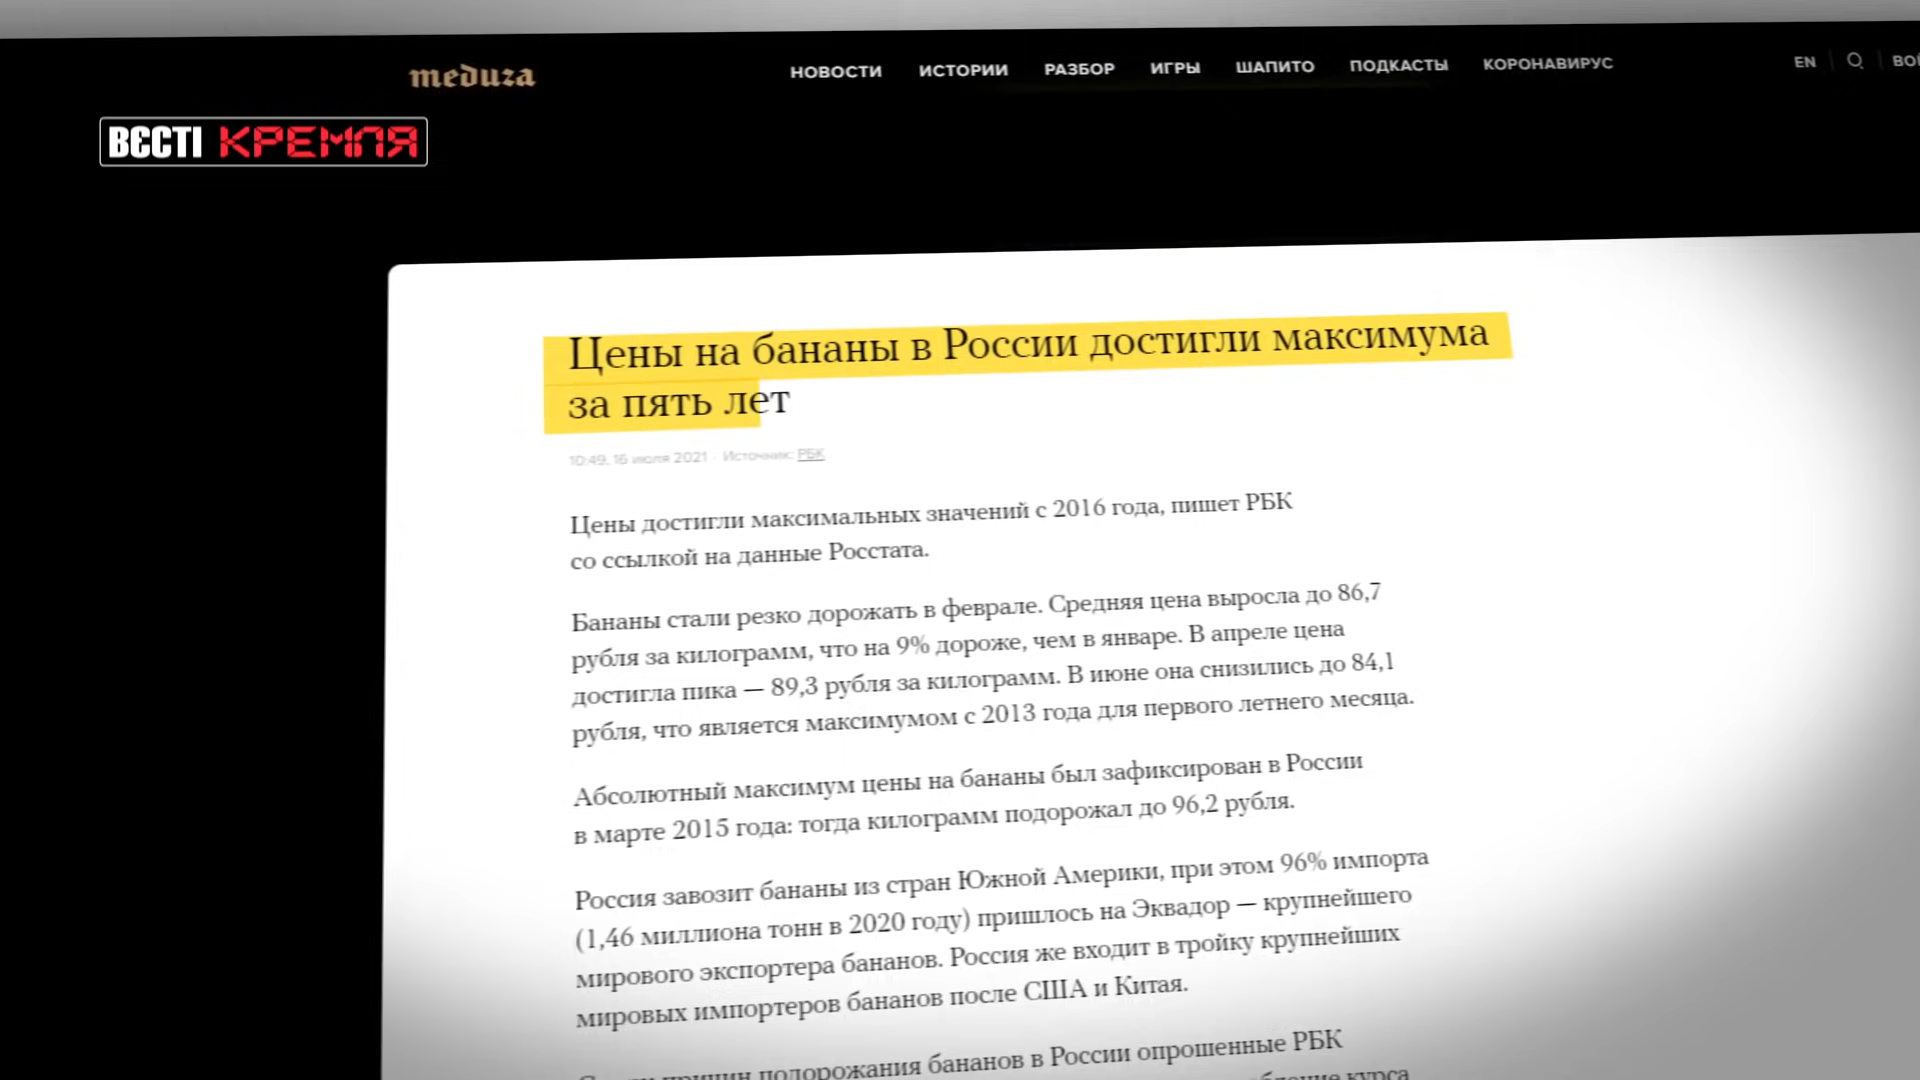 meduza
НОВОСТИ ИСТОРИИ РАЗБОР ИГРЫ ШАПИТО ПОДКАСТЫ КОРОНАВИРУС EN
ВЄСТІ КРЕМЛЯ
Цены на бананы в России достигли максимума
за пять лет
10:49, 16 июля 2021 · Источник: РБК
Цены достигли максимальных значений с 2016 года, пишет РБК
со ссылкой на данные Росстата.
Бананы стали резко дорожать в феврале. Средняя цена выросла до 86,7
рубля за килограмм, что на 9% дороже, чем в январе. В апреле цена
достигла пика — 89,3 рубля за килограмм. В июне она снизились до 84,1
рубля, что является максимумом с 2013 года для первого летнего месяца.
Абсолютный максимум цены на бананы был зафиксирован в России
в марте 2015 года: тогда килограмм подорожал до 96,2 рубля.
Россия завозит бананы из стран Южной Америки, при этом 96% импорта
(1,46 миллиона тонн в 2020 году) пришлось на Эквадор — крупнейшего
мирового экспортера бананов. Россия же входит в тройку крупнейших
мировых импортеров бананов после США и Китая.
причин подорожания бананов в России опрошенные РБК
курса